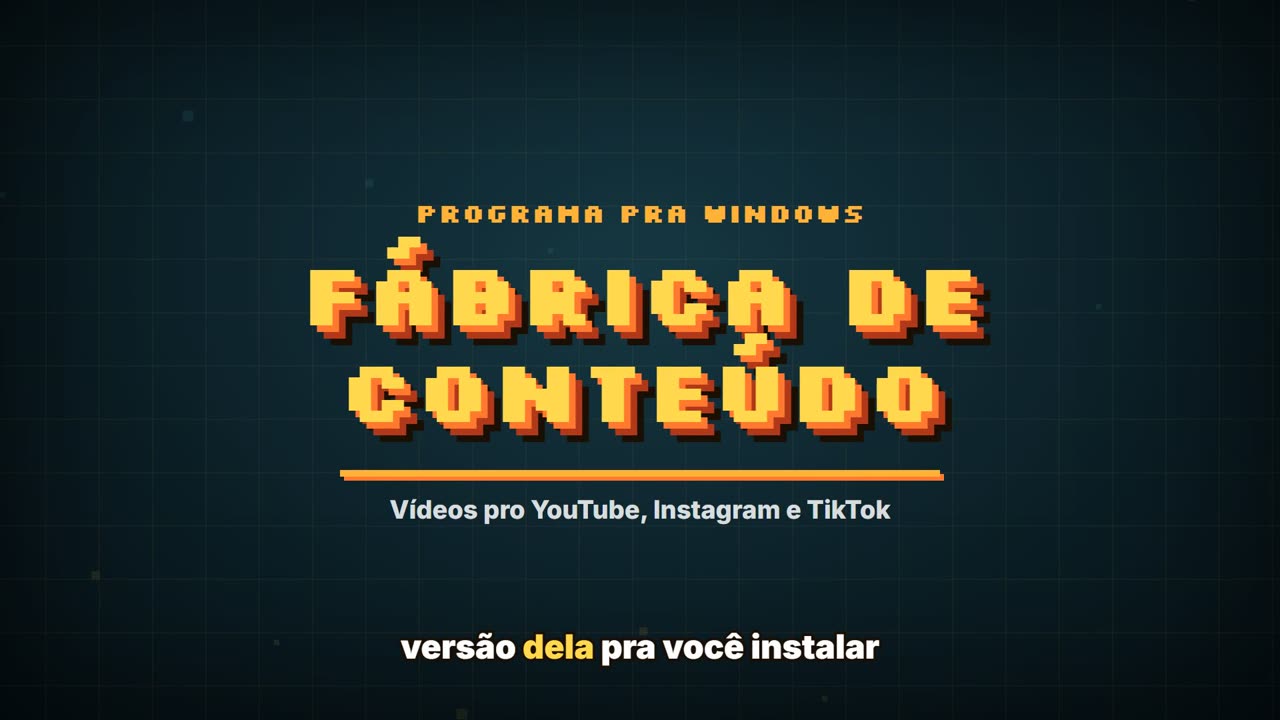 PROGRAMA PRA WINDOWS
FÁBRICA DE
CONTEÚDO
Vídeos pro YouTube, Instagram e TikTok
versão dela pra você instalar